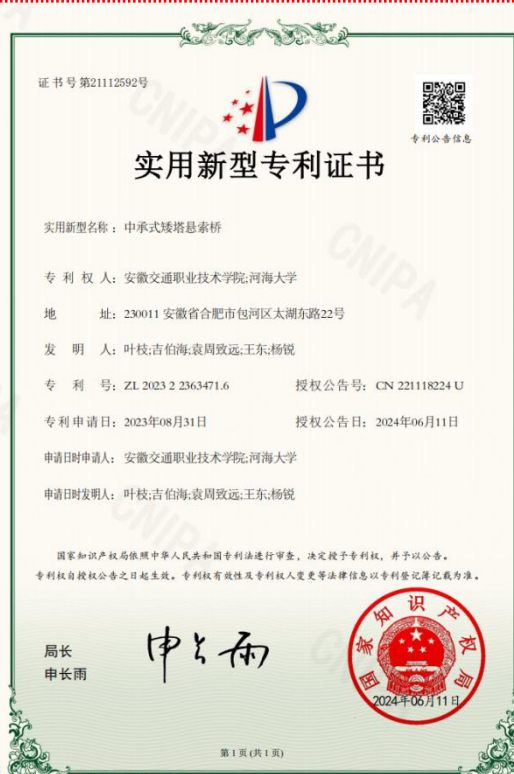 证书号第21112592号
专利公告信息
实用新型专利证书
实用新型名称：中承式矮塔悬索桥
专利权人：安徽交通职业技术学院;河海大学
地址：230011 安徽省合肥市包河区太湖东路22号
发明人：叶枝;吉伯海;袁周致远;王东;杨锐
专利号：ZL 2023 2 2363471.6 授权公告号：CN 221118224 U
专利申请日：2023年08月31日 授权公告日：2024年06月11日
申请日时申请人：安徽交通职业技术学院;河海大学
申请日时发明人：叶枝;吉伯海;袁周致远;王东;杨锐
国家知识产权局依照中华人民共和国专利法进行审查，决定授予专利权，并予以公告。
专利权自授权公告之日起生效。专利权有效性及专利权人变更等法律信息以专利登记簿记载为准。
局长
申长雨
申长雨
国家知识产权局
2024年06月11日
第1页(共1页)
CNIPA
CNIPA
CNIPA